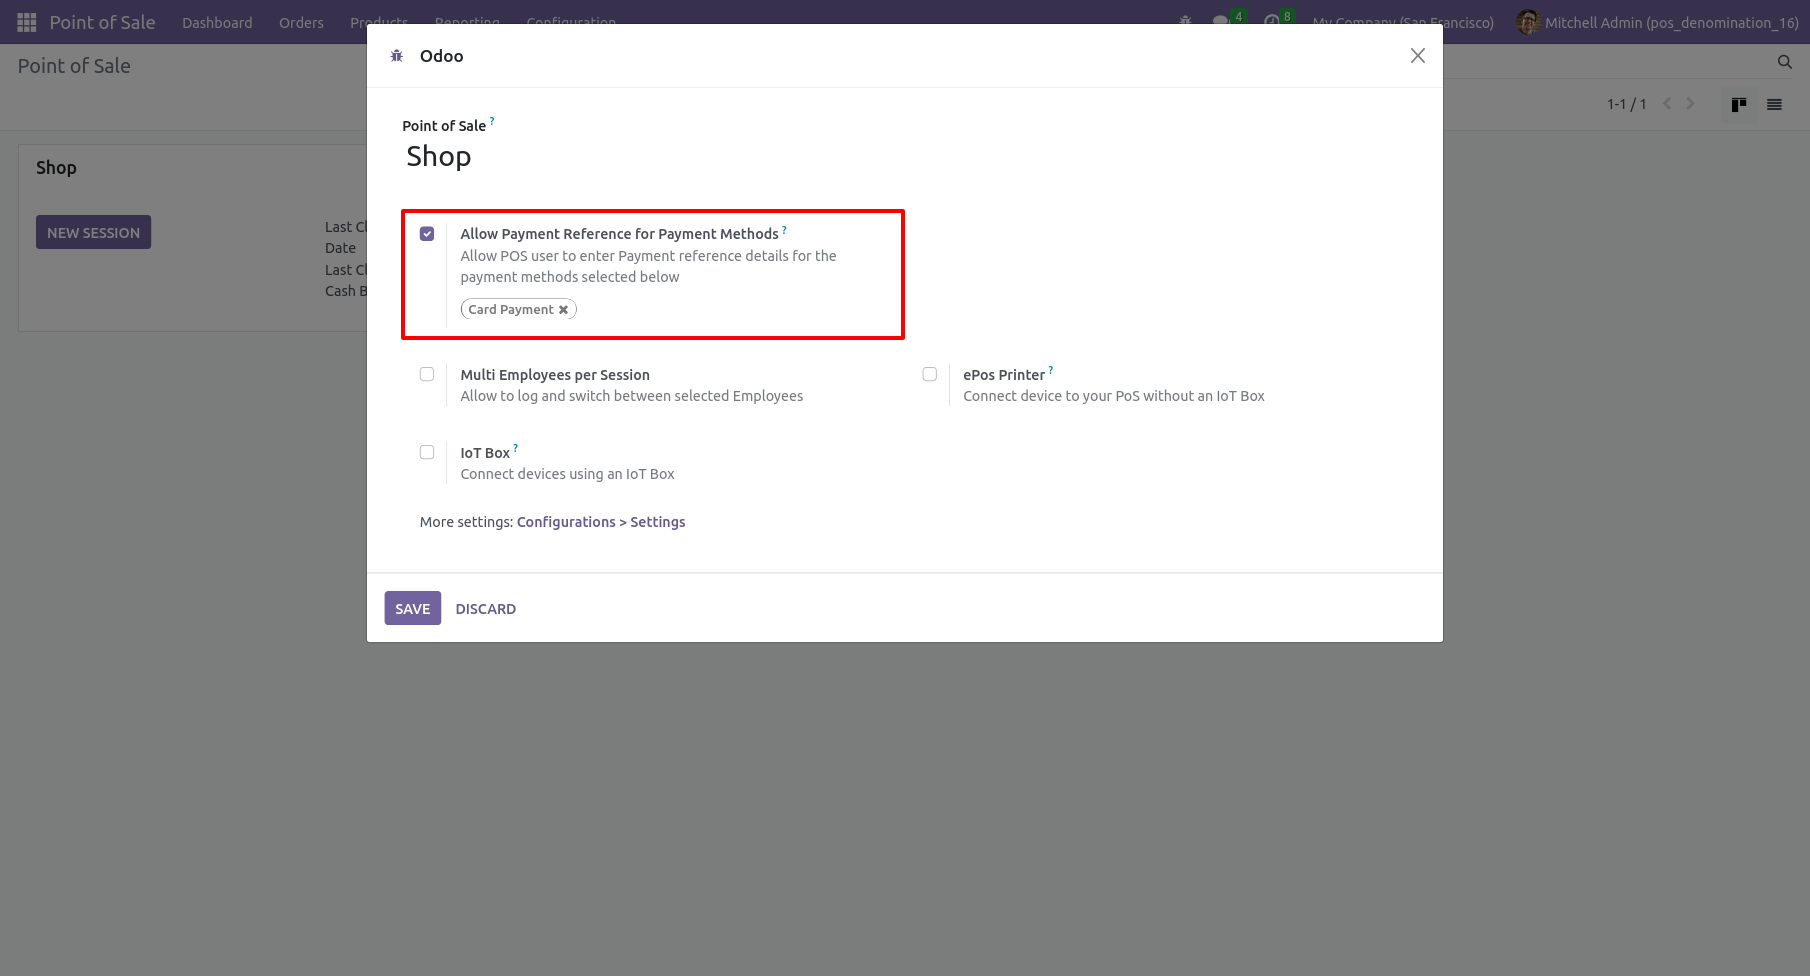 Point of Sale Dashboard Orders Products Reporting Configuration 4 8 My Company (San Francisco) Mitchell Admin (pos_denomination_16)
Point of Sale
1-1 / 1
Shop
NEW SESSION
Last Cl
Date
Last Cl
Cash B
Odoo
Point of Sale ?
Shop
Allow Payment Reference for Payment Methods ?
Allow POS user to enter Payment reference details for the
payment methods selected below
Card Payment ✖
Multi Employees per Session
Allow to log and switch between selected Employees
ePos Printer ?
Connect device to your PoS without an IoT Box
IoT Box ?
Connect devices using an IoT Box
More settings: Configurations > Settings
SAVE DISCARD